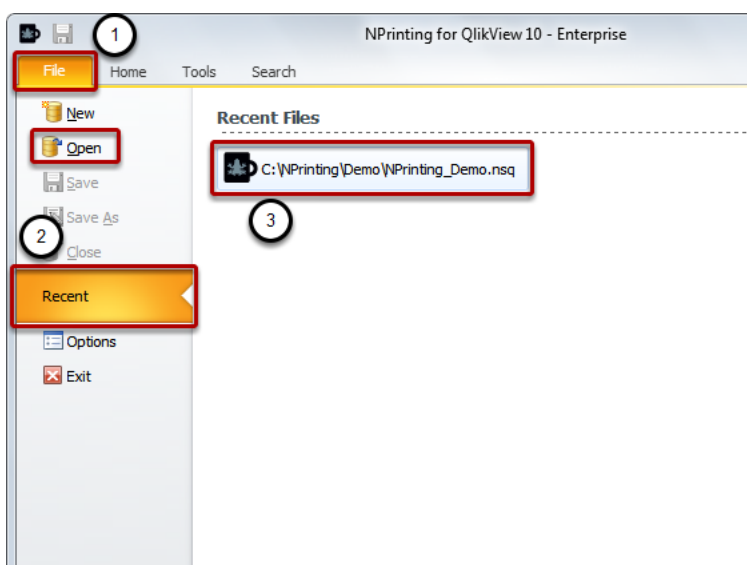 1
NPrinting for QlikView 10 - Enterprise
File Home Tools Search
New
Recent Files
Open
C:\NPrinting\Demo\NPrinting_Demo.nsq
Save
Save As
3
2
Close
Recent
Options
Exit